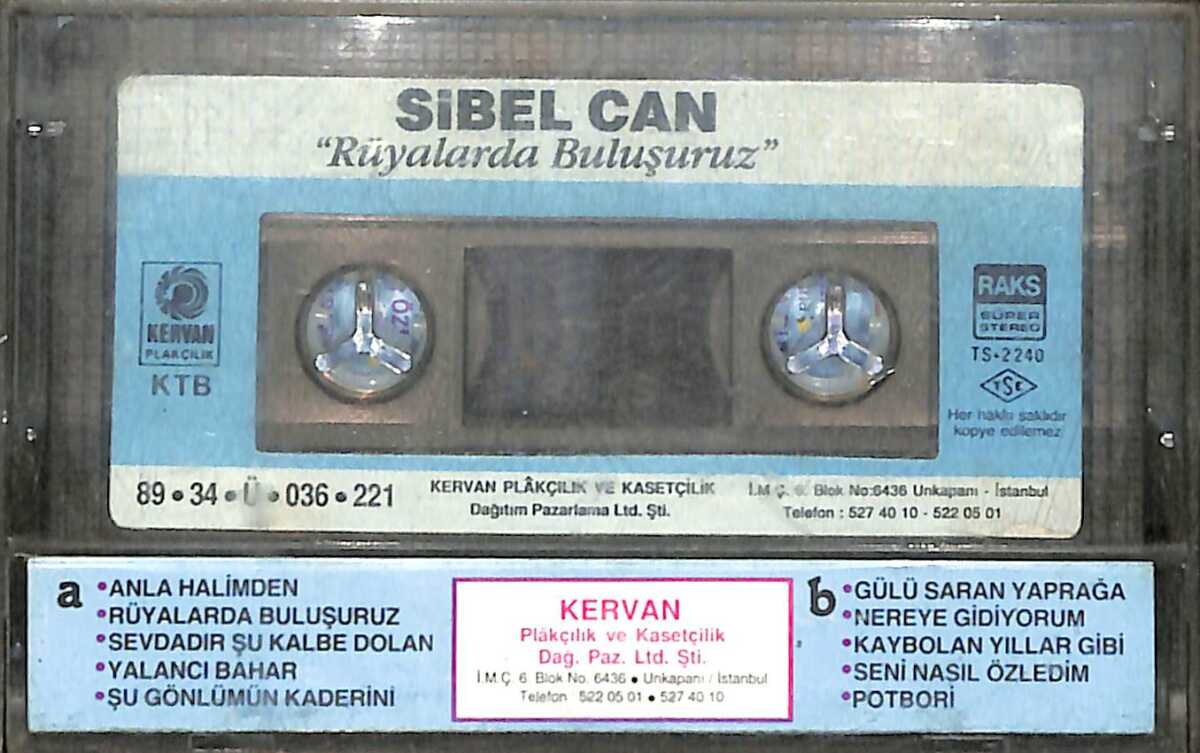 SİBEL CAN
"Rüyalarda Buluşuruz"
KERVAN
PLAKÇILIK
KTB
RAKS
SÜPER
STEREO
TS•2240
TSE
Her hakkı saklıdır
kopye edilemez
89•34•Ü•036•221
KERVAN PLÂKÇILIK VE KASETÇİLİK
Dağıtım Pazarlama Ltd. Şti.
İ.M.Ç. 6. Blok No:6436 Unkapanı - İstanbul
Telefon : 527 40 10 - 522 05 01
a
•ANLA HALİMDEN
•RÜYALARDA BULUŞURUZ
•SEVDADIR ŞU KALBE DOLAN
•YALANCI BAHAR
•ŞU GÖNLÜMÜN KADERİNİ
KERVAN
Plâkçılık ve Kasetçilik
Dağ. Paz. Ltd. Şti.
İ.M.Ç. 6. Blok No. 6436 • Unkapanı / İstanbul
Telefon 522 05 01 • 527 40 10
b
•GÜLÜ SARAN YAPRAĞA
•NEREYE GİDİYORUM
•KAYBOLAN YILLAR GİBİ
•SENİ NASIL ÖZLEDİM
•POTBORİ